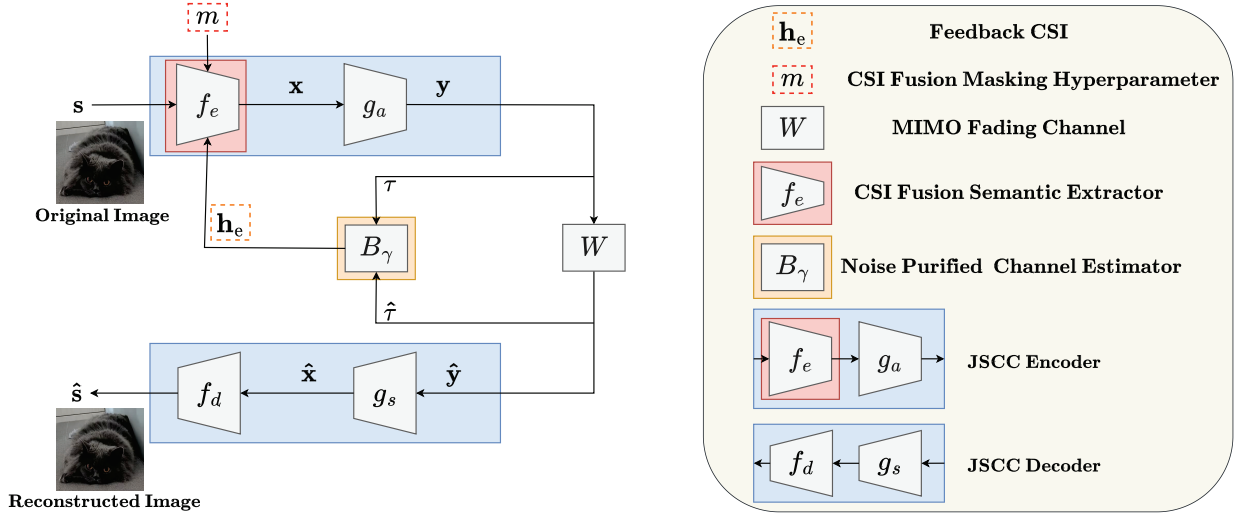 m
s
f_e
x
g_a
y
Original Image
h_e
τ
B_γ
W
τ̂
ŝ
f_d
x̂
g_s
ŷ
Reconstructed Image
h_e Feedback CSI
m CSI Fusion Masking Hyperparameter
W MIMO Fading Channel
f_e CSI Fusion Semantic Extractor
B_γ Noise Purified Channel Estimator
f_e g_a JSCC Encoder
f_d g_s JSCC Decoder